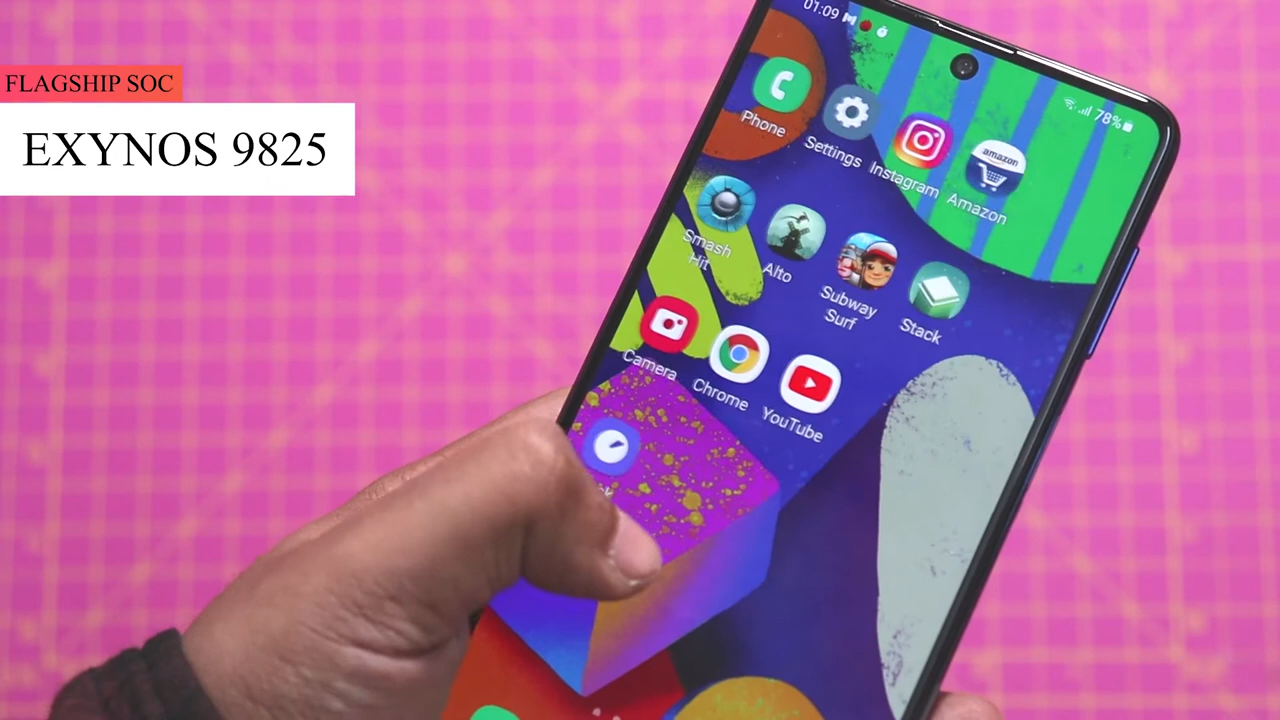 FLAGSHIP SOC
EXYNOS 9825
01:09
78%
Phone
Settings
Instagram
Amazon
amazon
Smash
Hit
Alto
Subway
Surf
Stack
Camera
Chrome
YouTube